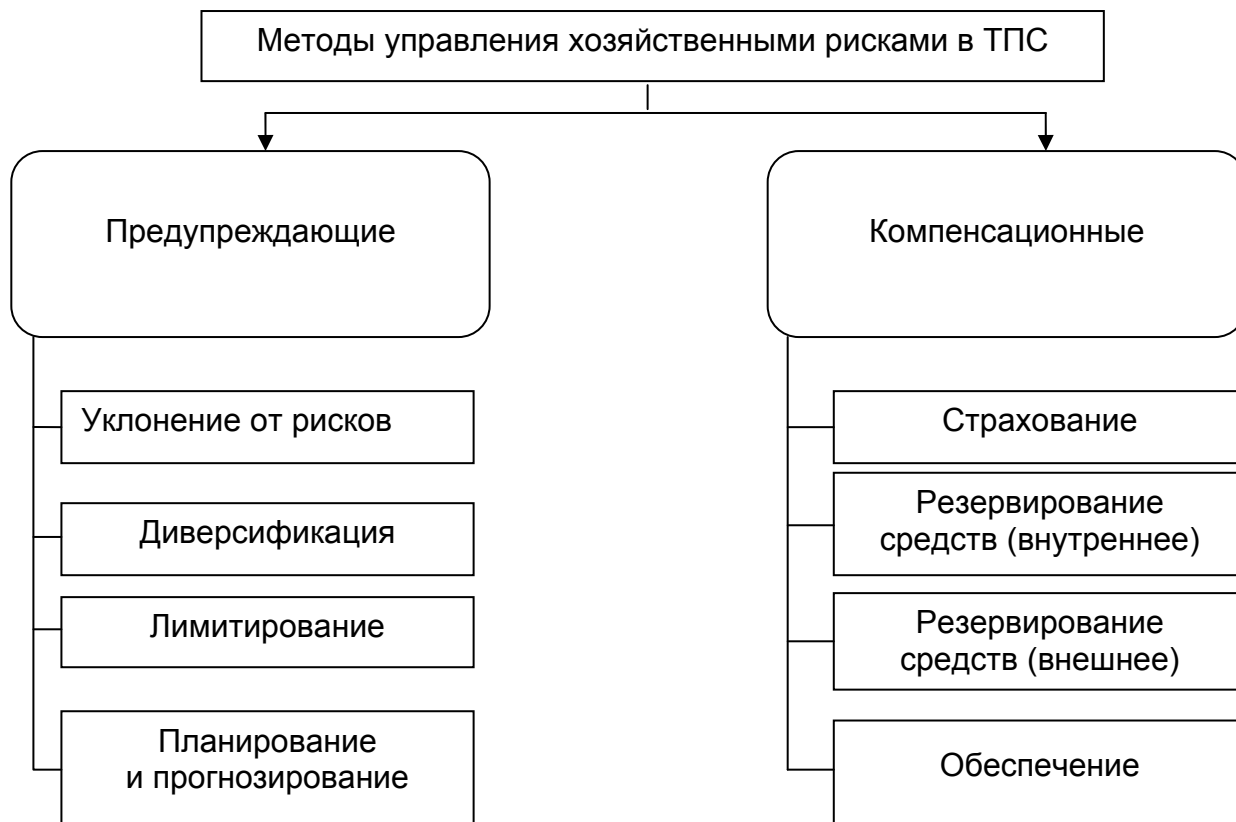 Методы управления хозяйственными рисками в ТПС
Предупреждающие
Компенсационные
Уклонение от рисков
Диверсификация
Лимитирование
Планирование
и прогнозирование
Страхование
Резервирование
средств (внутреннее)
Резервирование
средств (внешнее)
Обеспечение